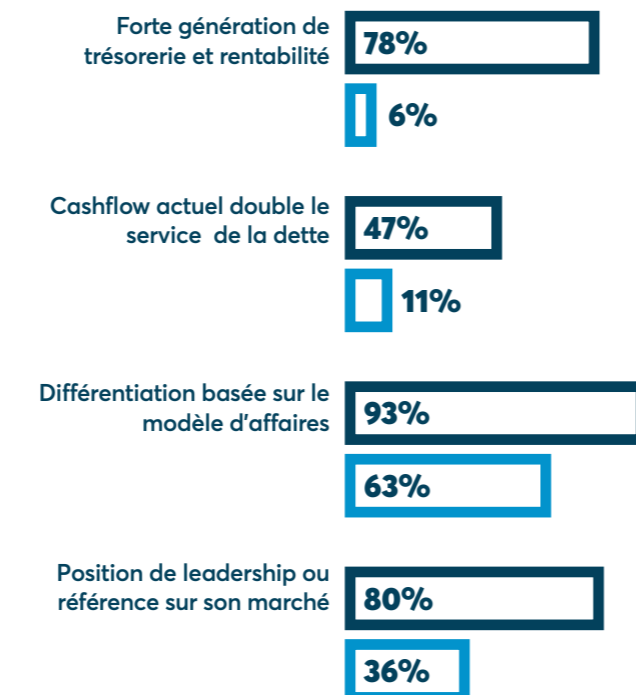 Forte génération de
trésorerie et rentabilité
78%
6%
Cashflow actuel double le
service de la dette
47%
11%
Différentiation basée sur le
modèle d'affaires
93%
63%
Position de leadership ou
référence sur son marché
80%
36%